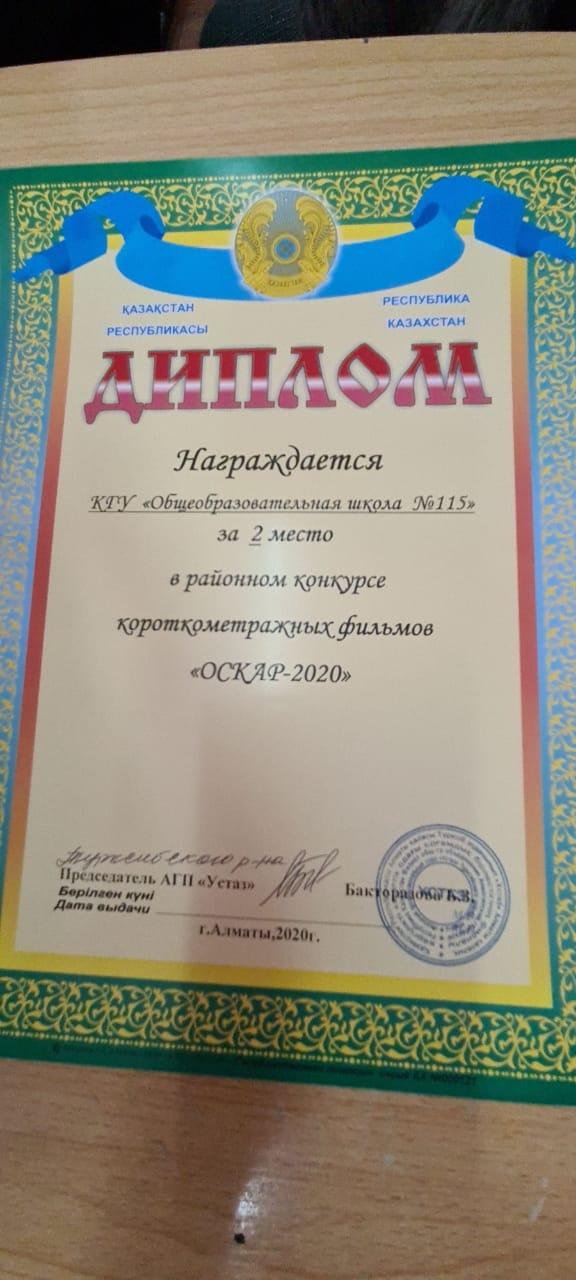 ҚАЗАҚСТАН
РЕСПУБЛИКАСЫ
РЕСПУБЛИКА
КАЗАХСТАН
ДИПЛОМ
Награждается
КГУ «Общеобразовательная школа №115»
за 2 место
в районном конкурсе
короткометражных фильмов
«ОСКАР-2020»
р-на
Председатель АГП «Устаз»
Берілген күні
Дата выдачи
г.Алматы,2020г.